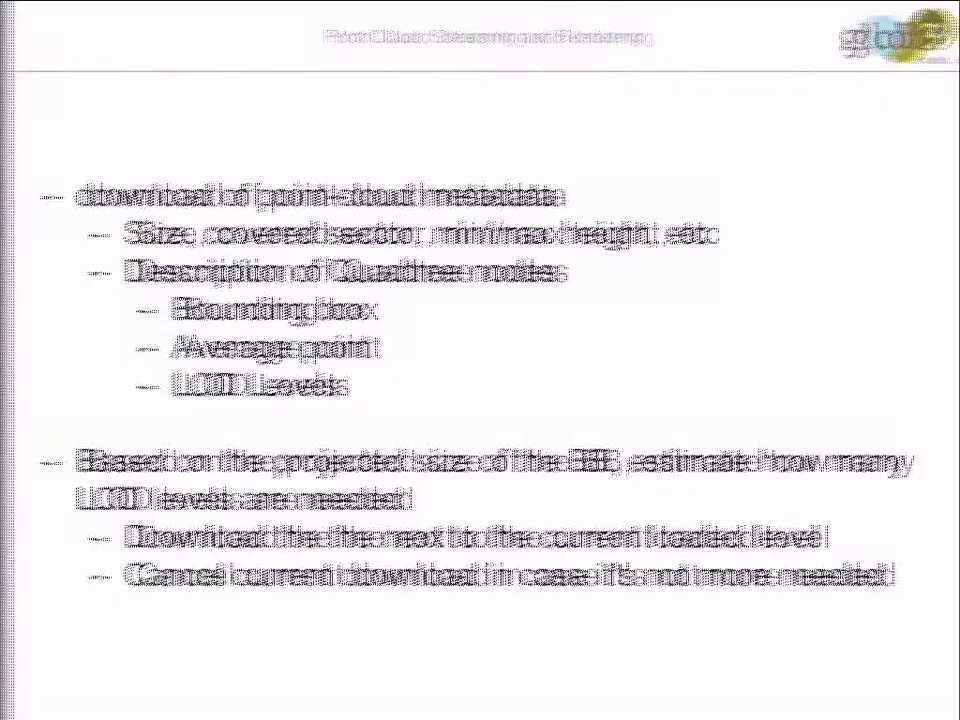 Point Cloud Streaming and Rendering
– download of point-cloud metadata
– Size, covered sector, min/max height, etc
– Description of Quadtree nodes
– Bounding box
– Average point
– LOD Levels
– Based on the projected size of the BB, estimate how many
LOD levels are needed
– Download the the next to the current loaded level
– Cancel current download in case it's not more needed